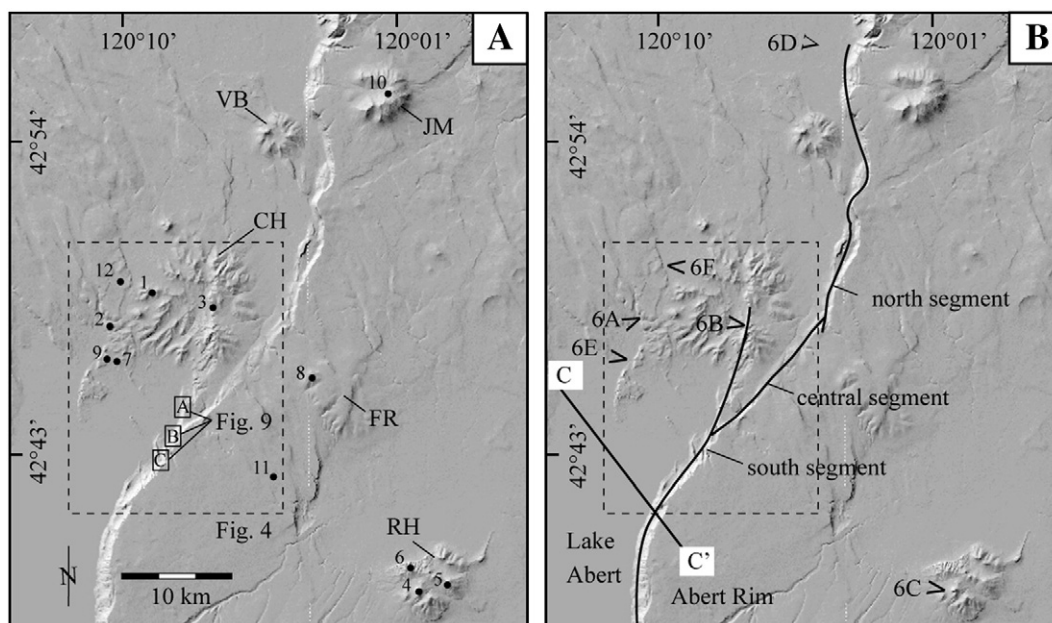 A
120°10'
120°01'
10
VB
JM
42°54'
CH
12
1
3
2
9
7
8
A
Fig. 9
FR
B
C
42°43'
11
Fig. 4
RH
N
6
5
4
10 km
B
120°10'
6D
120°01'
42°54'
6F
north segment
6A
6B
6E
C
central segment
42°43'
south segment
Lake
Abert
C'
Abert Rim
6C